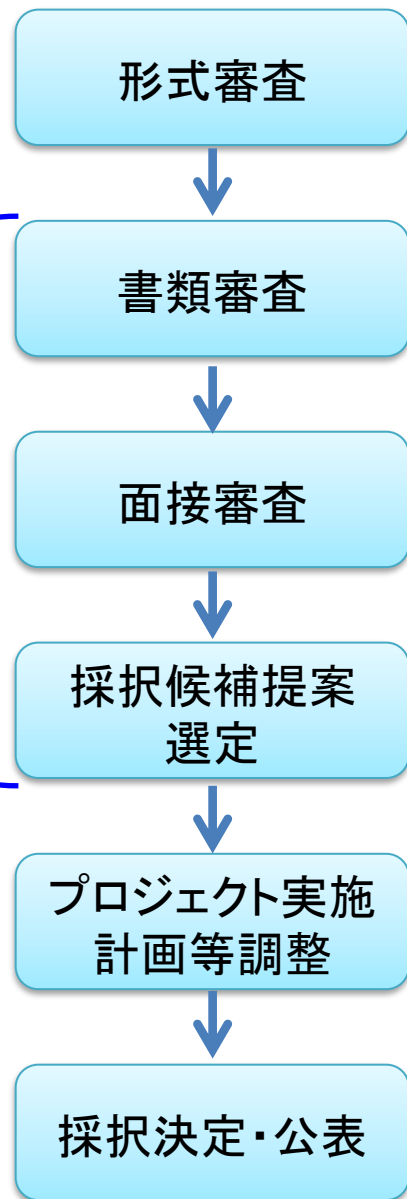 形式審査
書類審査
面接審査
採択候補提案
選定
プロジェクト実施
計画等調整
採択決定・公表